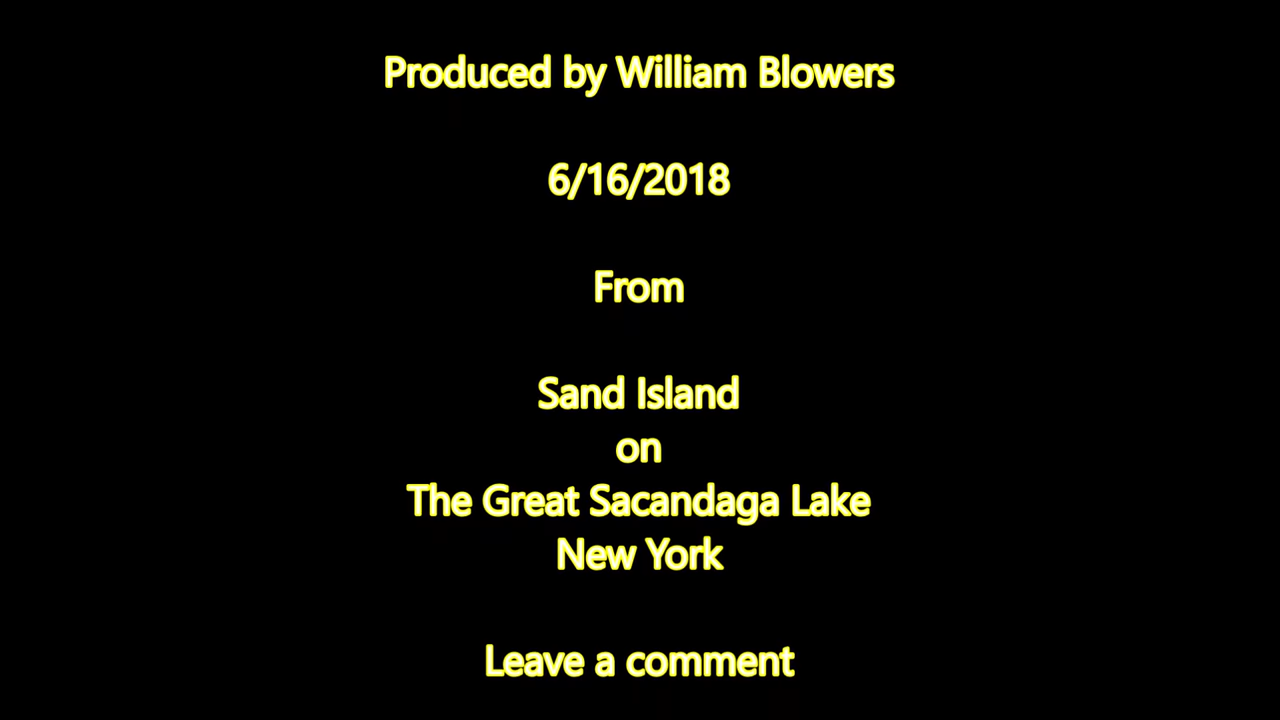 Produced by William Blowers
6/16/2018
From
Sand Island
on
The Great Sacandaga Lake
New York
Leave a comment